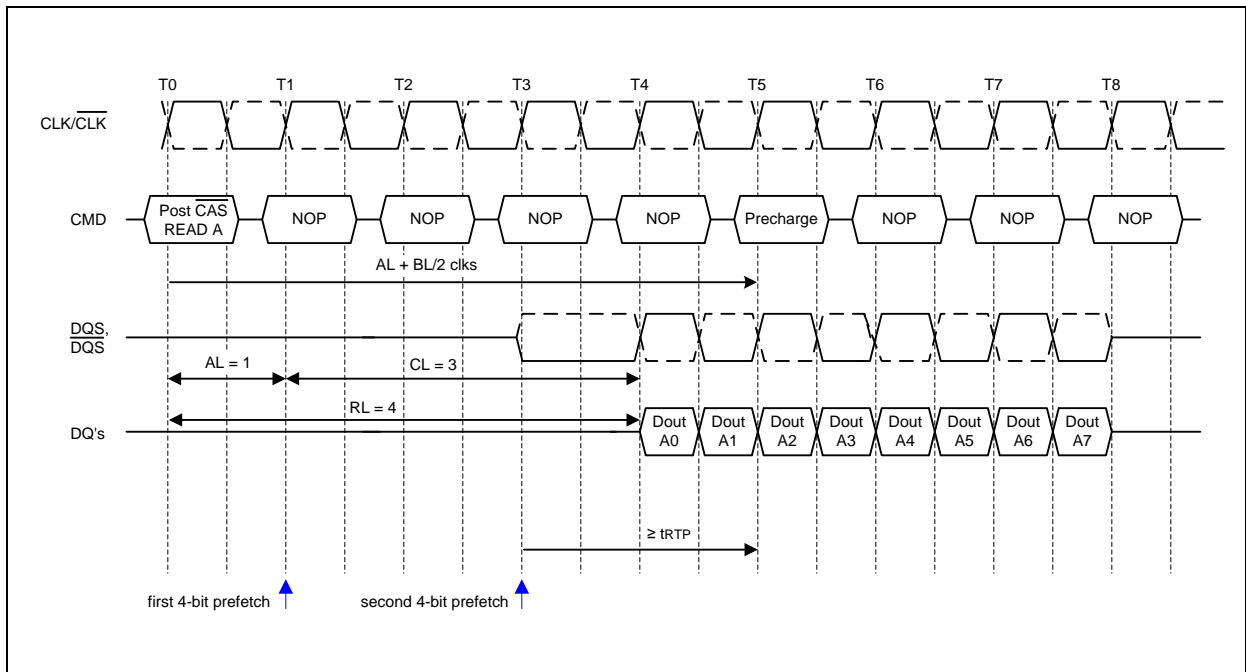 T0 T1 T2 T3 T4 T5 T6 T7 T8
CLK/CLK
CMD
Post CAS
READ A
NOP NOP NOP NOP Precharge NOP NOP NOP
AL + BL/2 clks
DQS,
DQS
AL = 1
CL = 3
RL = 4
DQ's
Dout
A0
Dout
A1
Dout
A2
Dout
A3
Dout
A4
Dout
A5
Dout
A6
Dout
A7
≥ tRTP
first 4-bit prefetch
second 4-bit prefetch